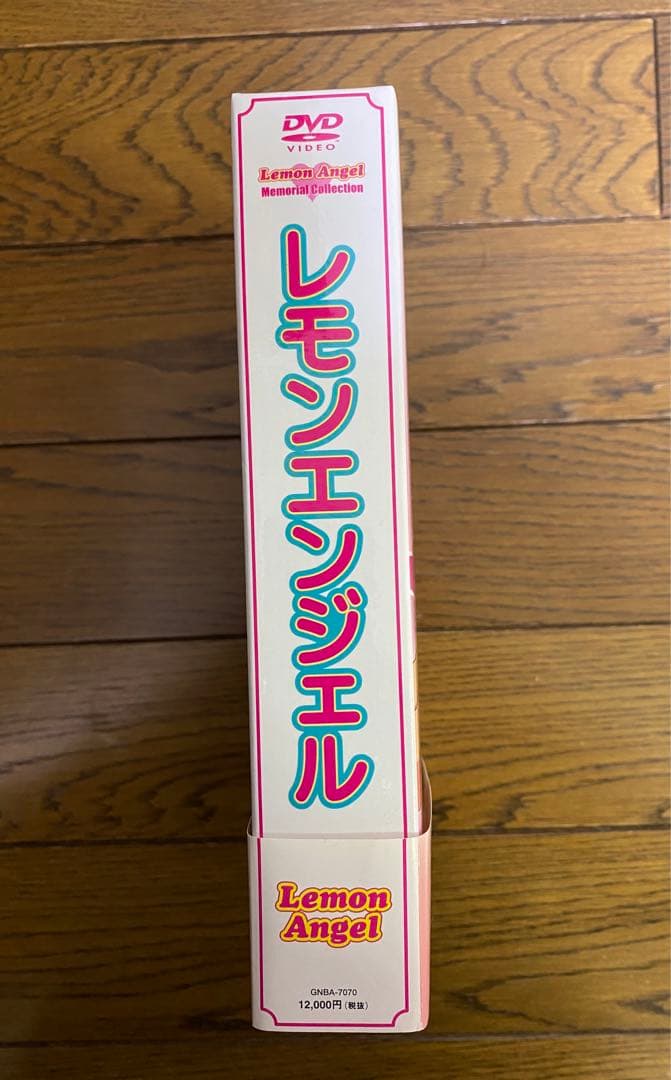 DVD
VIDEO
Lemon Angel
Memorial Collection
レモンエンジェル
Lemon
Angel
GNBA-7070
12,000円(税抜)